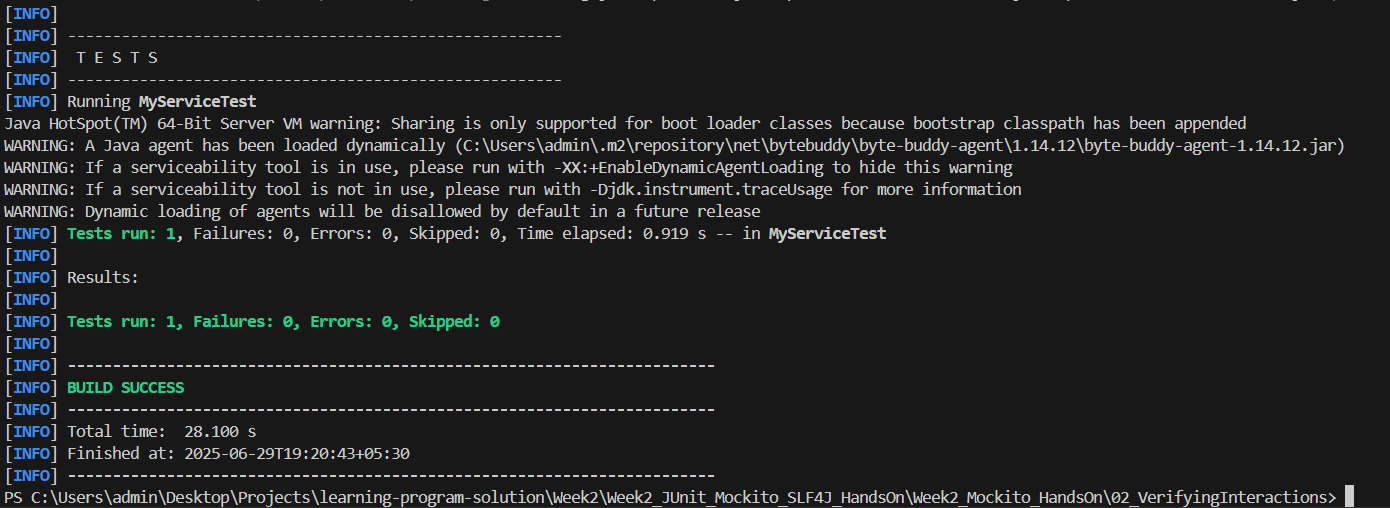 [INFO]
[INFO] -------------------------------------------------------
[INFO]  T E S T S
[INFO] -------------------------------------------------------
[INFO] Running MyServiceTest
Java HotSpot(TM) 64-Bit Server VM warning: Sharing is only supported for boot loader classes because bootstrap classpath has been appended
WARNING: A Java agent has been loaded dynamically (C:\Users\admin\.m2\repository\net\bytebuddy\byte-buddy-agent\1.14.12\byte-buddy-agent-1.14.12.jar)
WARNING: If a serviceability tool is in use, please run with -XX:+EnableDynamicAgentLoading to hide this warning
WARNING: If a serviceability tool is not in use, please run with -Djdk.instrument.traceUsage for more information
WARNING: Dynamic loading of agents will be disallowed by default in a future release
[INFO] Tests run: 1, Failures: 0, Errors: 0, Skipped: 0, Time elapsed: 0.919 s -- in MyServiceTest
[INFO]
[INFO] Results:
[INFO]
[INFO] Tests run: 1, Failures: 0, Errors: 0, Skipped: 0
[INFO]
[INFO] ------------------------------------------------------------------------
[INFO] BUILD SUCCESS
[INFO] ------------------------------------------------------------------------
[INFO] Total time:  28.100 s
[INFO] Finished at: 2025-06-29T19:20:43+05:30
[INFO] ------------------------------------------------------------------------
PS C:\Users\admin\Desktop\Projects\learning-program-solution\Week2\Week2_JUnit_Mockito_SLF4J_HandsOn\Week2_Mockito_HandsOn\02_VerifyingInteractions>